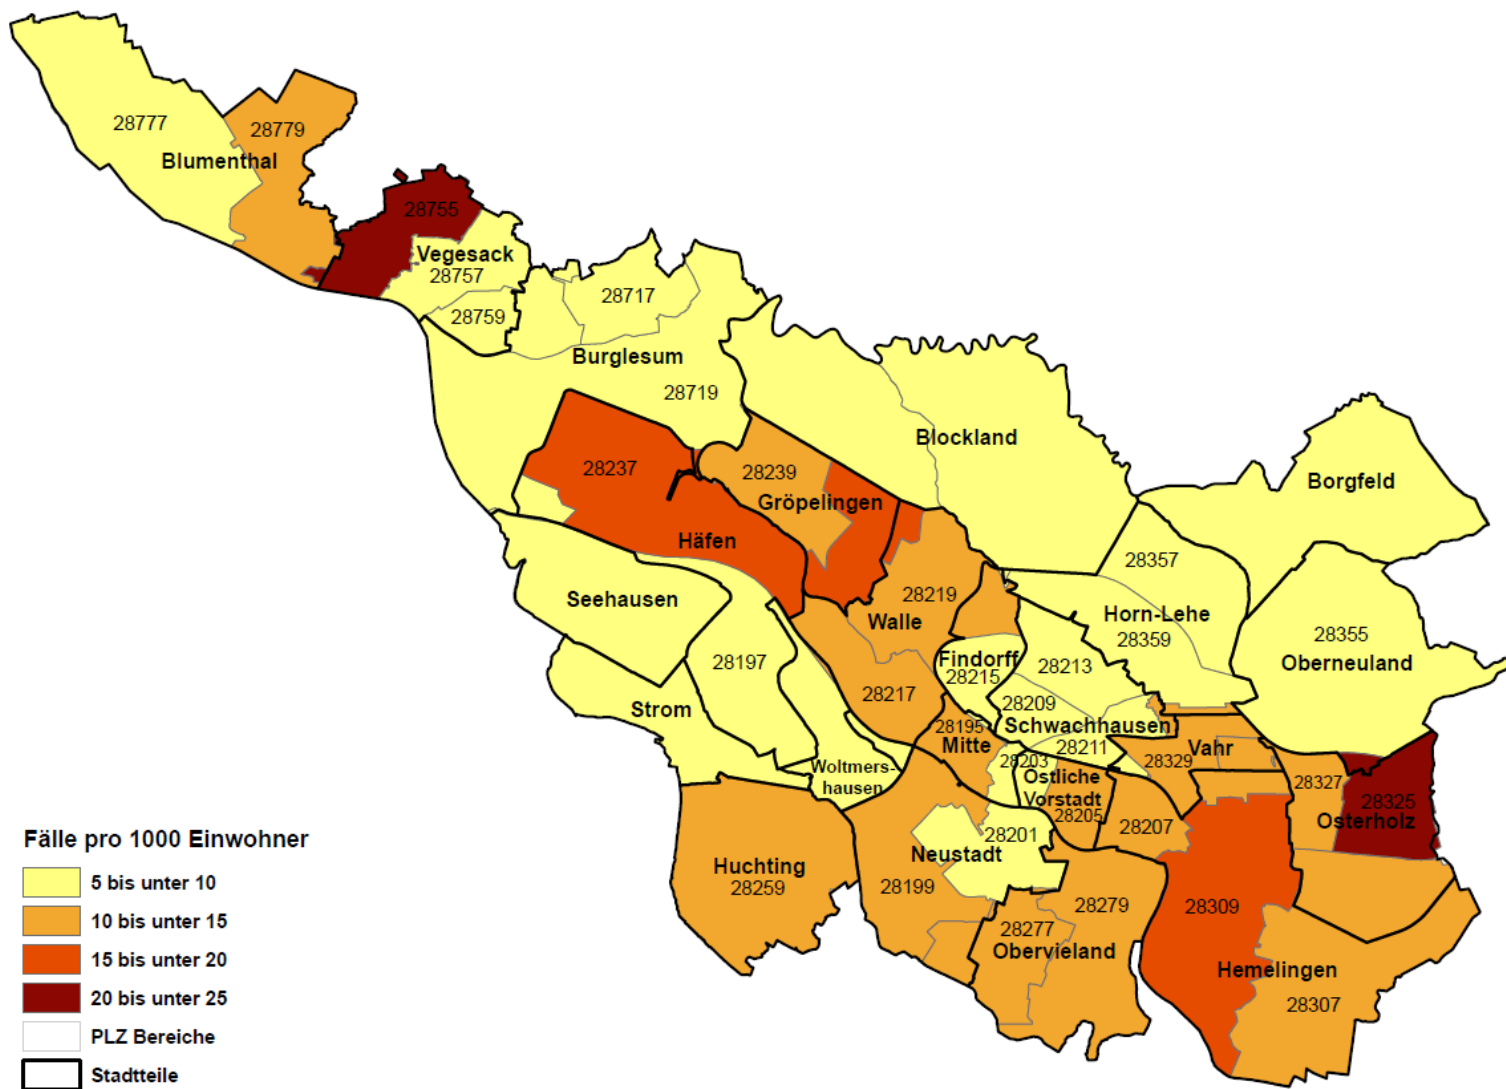 28777
28779
Blumenthal
28755
Vegesack
28757
28759
28717
Burglesum
28719
Blockland
Borgfeld
28237
28239
Gröpelingen
Häfen
28357
Seehausen
28219
Walle
Horn-Lehe
28359
28355
Oberneuland
28197
Findorff
28215
28213
28217
28209
Strom
Schwachhausen
28195
Mitte
28211
Vahr
28329
28203
Östliche
Vorstadt
28205
Woltmers-
hausen
28327
28325
Osterholz
28207
28201
Neustadt
Huchting
28259
28199
28279
28277
Obervieland
28309
Hemelingen
28307
Fälle pro 1000 Einwohner
5 bis unter 10
10 bis unter 15
15 bis unter 20
20 bis unter 25
PLZ Bereiche
Stadtteile